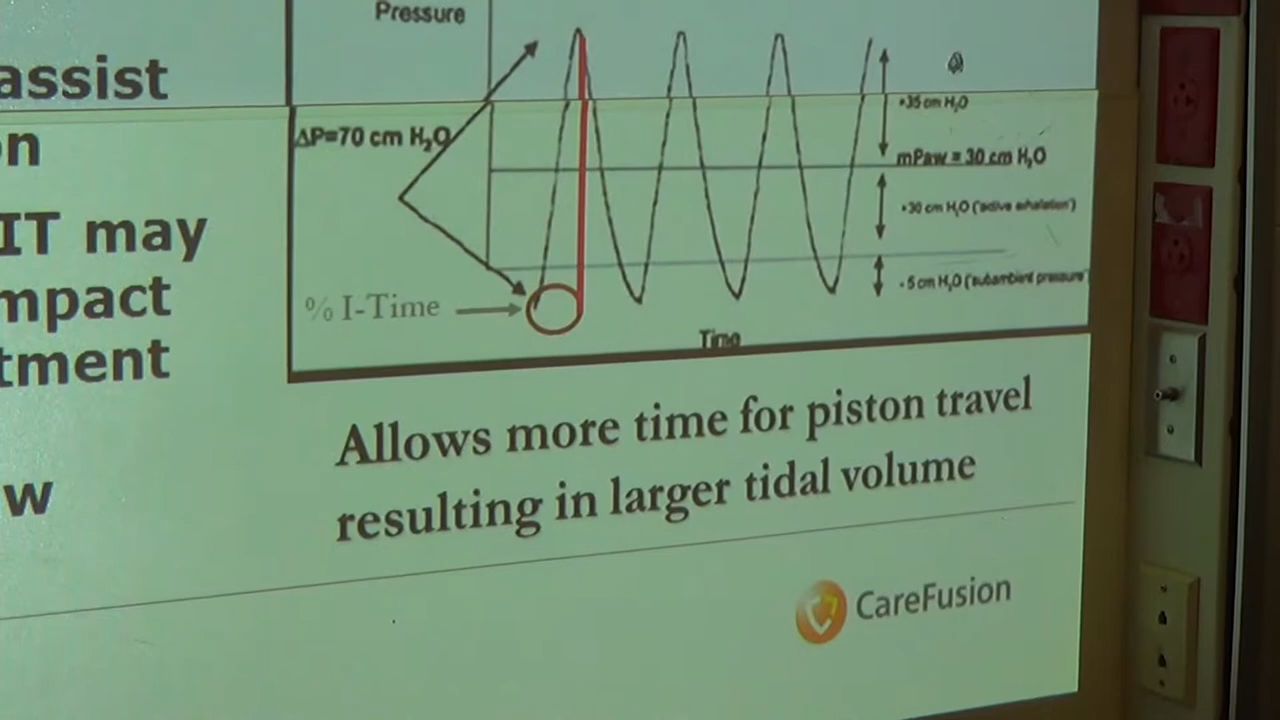 assist
n
IT may
mpact
tment
w
Pressure
ΔP=70 cm H₂O
% I-Time
+35 cm H₂O
mPaw = 30 cm H₂O
+30 cm H₂O (active exhalation)
- 5 cm H₂O (subambient pressure
Time
Allows more time for piston travel
resulting in larger tidal volume
CareFusion